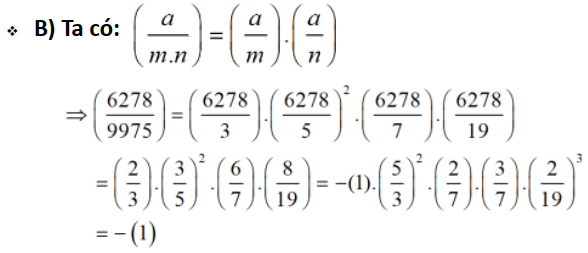 ❖ B) Ta có: (a/m.n) = (a/m).(a/n)
⇒ (6278/9975) = (6278/3).(6278/5)².(6278/7).(6278/19)
= (2/3).(3/5)².(6/7).(8/19) = −(1).(5/3)².(2/7).(3/7).(2/19)³
= −(1)